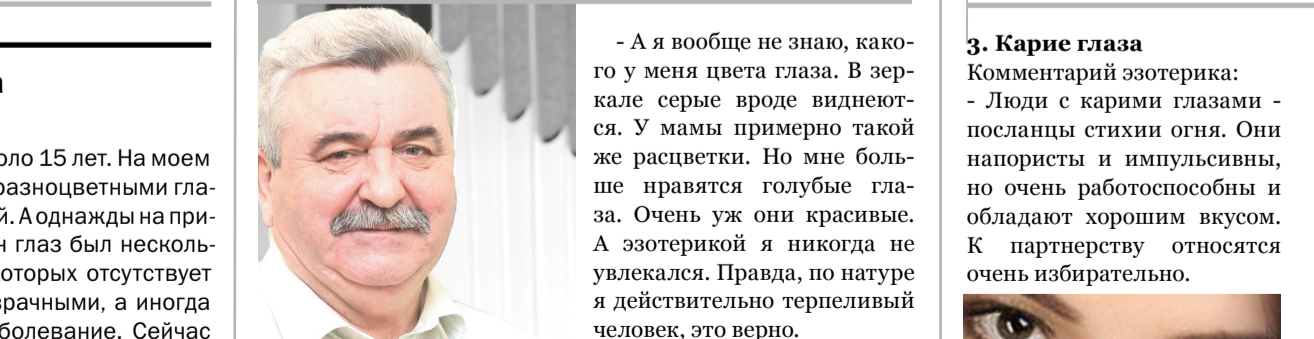 а
15 лет. На моем
разноцветными гла-
А однажды на при-
глаз был несколь-
которых отсутствует
а иногда
Сейчас
- А я вообще не знаю, како-
го у меня цвета глаза. В зер-
кале серые вроде виднеют-
ся. У мамы примерно такой
же расцветки. Но мне боль-
ше нравятся голубые гла-
за. Очень уж они красивые.
А эзотерикой я никогда не
увлекался. Правда, по натуре
я действительно терпеливый
человек, это верно.
3. Карие глаза
Комментарий эзотерика:
- Люди с карими глазами -
посланцы стихии огня. Они
напористы и импульсивны,
но очень работоспособны и
обладают хорошим вкусом.
К партнерству относятся
очень избирательно.